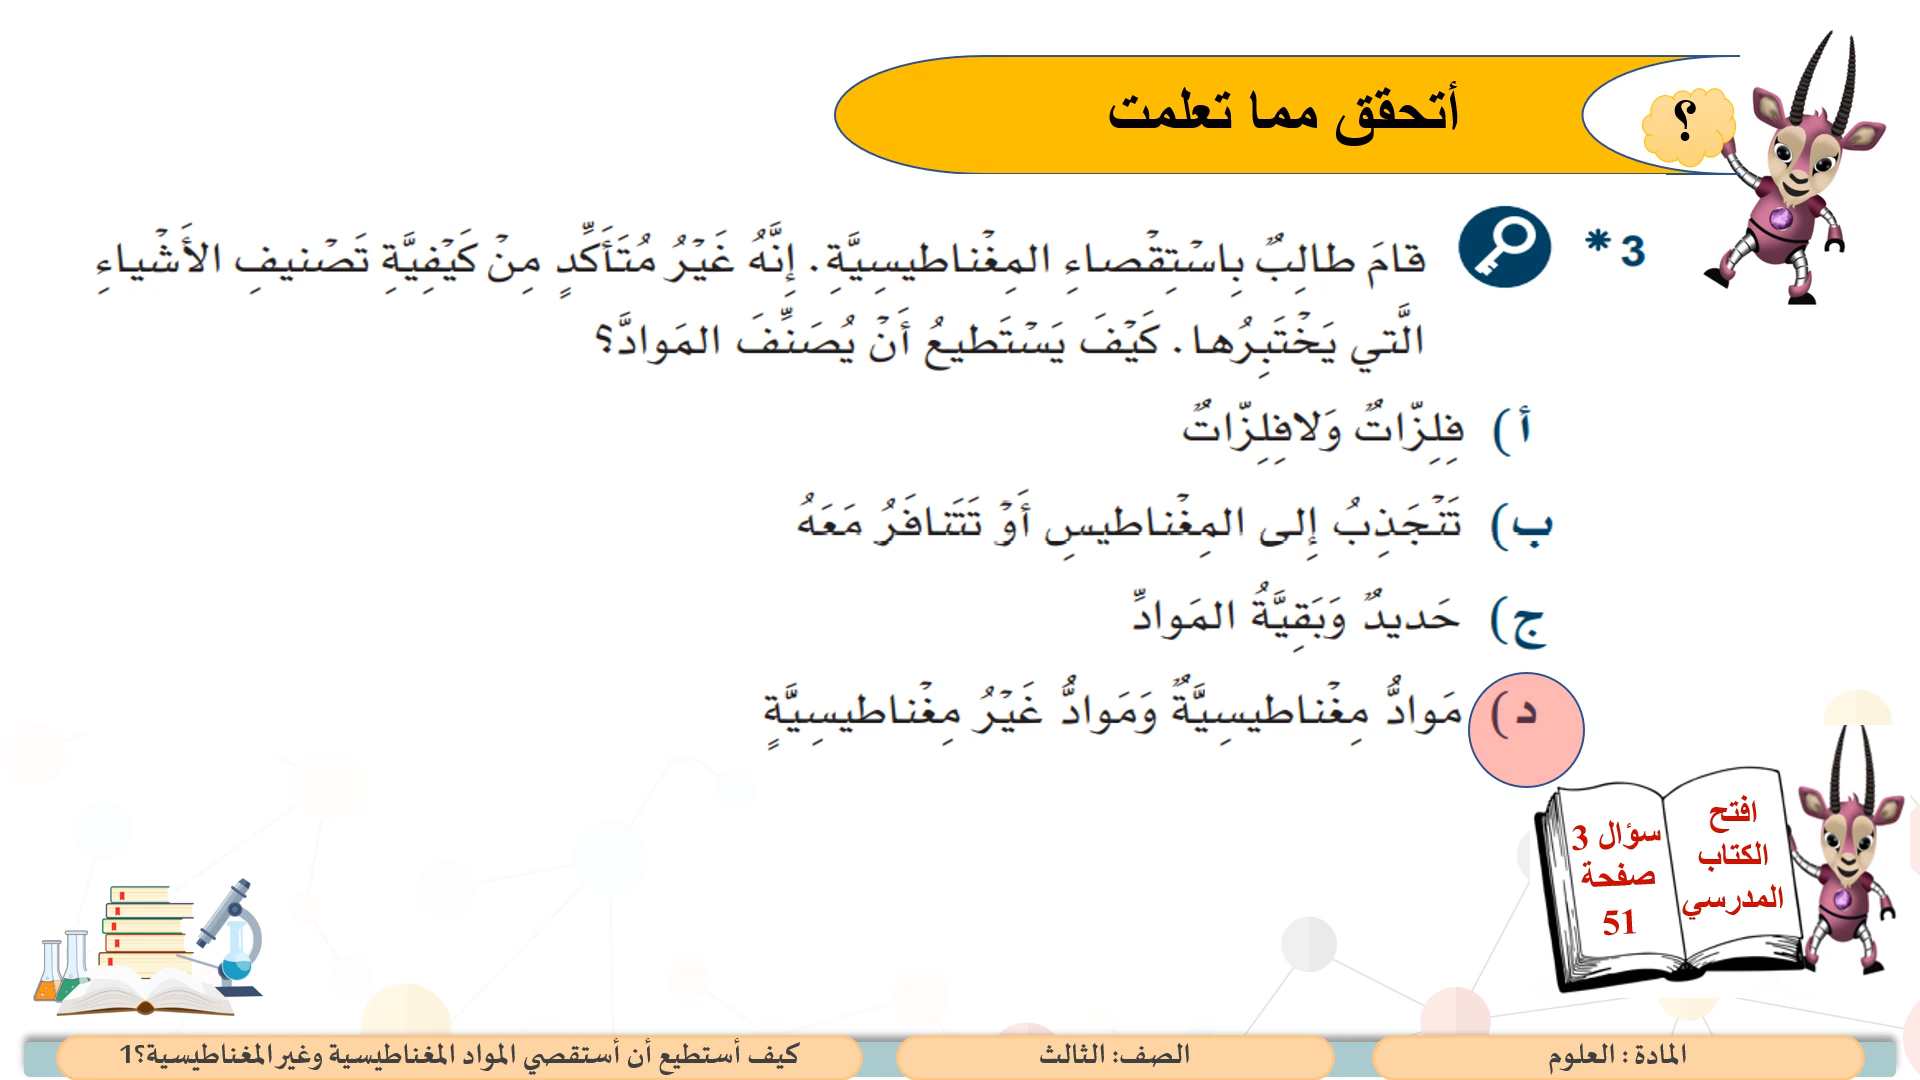 أتحقق مما تعلمت
؟
3 *
قامَ طالِبٌ بِاسْتِقْصاءِ المِغْناطيسِيَّةِ. إِنَّهُ غَيْرُ مُتَأَكِّدٍ مِنْ كَيْفِيَّةِ تَصْنيفِ الأَشْياءِ
الَّتي يَخْتَبِرُها. كَيْفَ يَسْتَطيعُ أَنْ يُصَنِّفَ المَوادَّ؟
أ) فِلِزّاتٌ وَلافِلِزّاتٌ
ب) تَنْجَذِبُ إِلى المِغْناطيسِ أَوْ تَتَنافَرُ مَعَهُ
ج) حَديدٌ وَبَقِيَّةُ المَوادِّ
د) مَوادُّ مِغْناطيسِيَّةٌ وَمَوادُّ غَيْرُ مِغْناطيسِيَّةٍ
افتح
الكتاب
المدرسي
سؤال 3
صفحة
51
المادة : العلوم
الصف: الثالث
كيف أستطيع أن أستقصي المواد المغناطيسية وغير المغناطيسية؟1